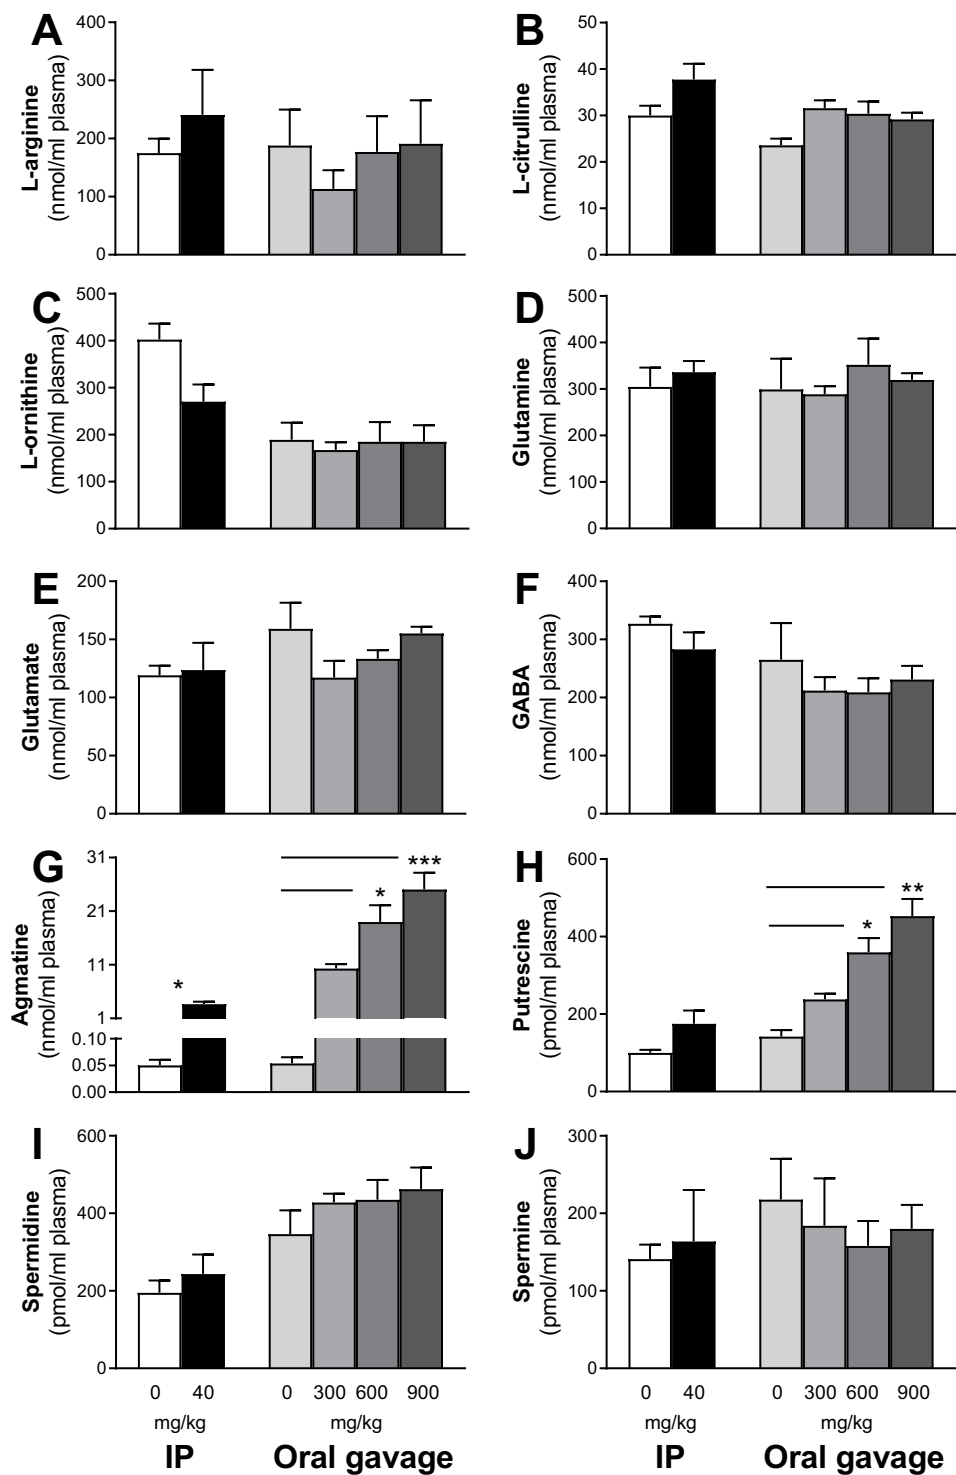 A
L-arginine
(nmol/ml plasma)
400
300
200
100
0
B
L-citrulline
(nmol/ml plasma)
50
40
30
20
10
0
C
L-ornithine
(nmol/ml plasma)
500
400
300
200
100
0
D
Glutamine
(nmol/ml plasma)
500
400
300
200
100
0
E
Glutamate
(nmol/ml plasma)
200
150
100
50
0
F
GABA
(nmol/ml plasma)
400
300
200
100
0
G
Agmatine
(nmol/ml plasma)
31
21
11
1
0.10
0.05
0.00
*
*
***
H
Putrescine
(pmol/ml plasma)
600
400
200
0
*
**
I
Spermidine
(pmol/ml plasma)
600
400
200
0
0 40 0 300 600 900
mg/kg mg/kg
IP Oral gavage
J
Spermine
(pmol/ml plasma)
300
200
100
0
0 40 0 300 600 900
mg/kg mg/kg
IP Oral gavage